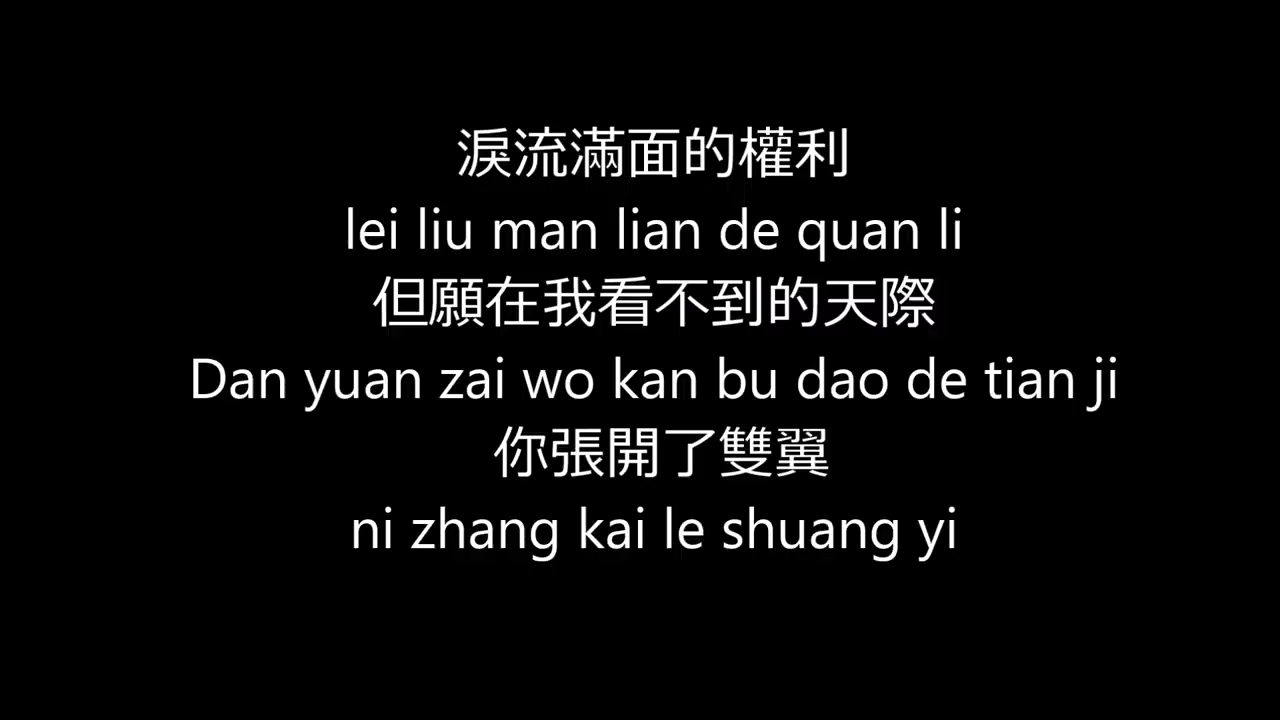 淚流滿面的權利
lei liu man lian de quan li
但願在我看不到的天際
Dan yuan zai wo kan bu dao de tian ji
你張開了雙翼
ni zhang kai le shuang yi